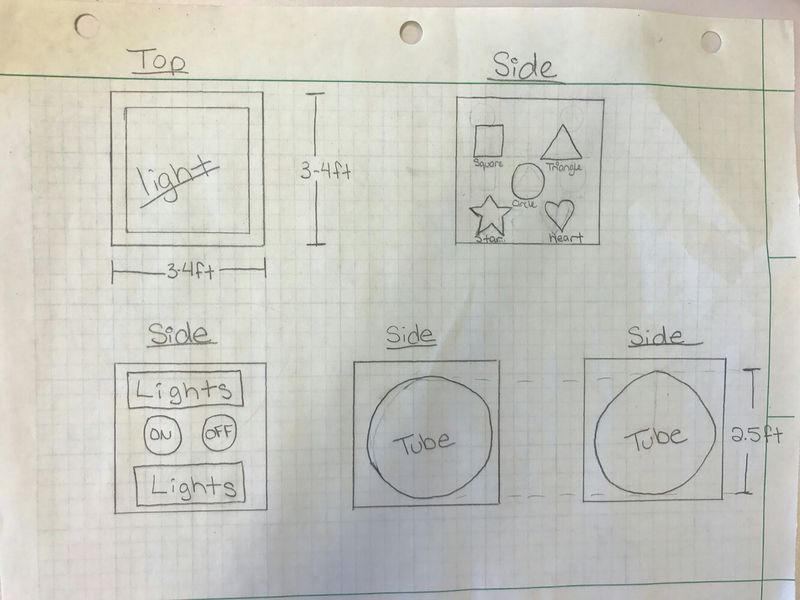 Top
light
3-4ft
3-4ft
Side
Square
Triangle
Circle
Star
Heart
Side
Lights
ON
OFF
Lights
Side
Tube
Side
Tube
2.5ft